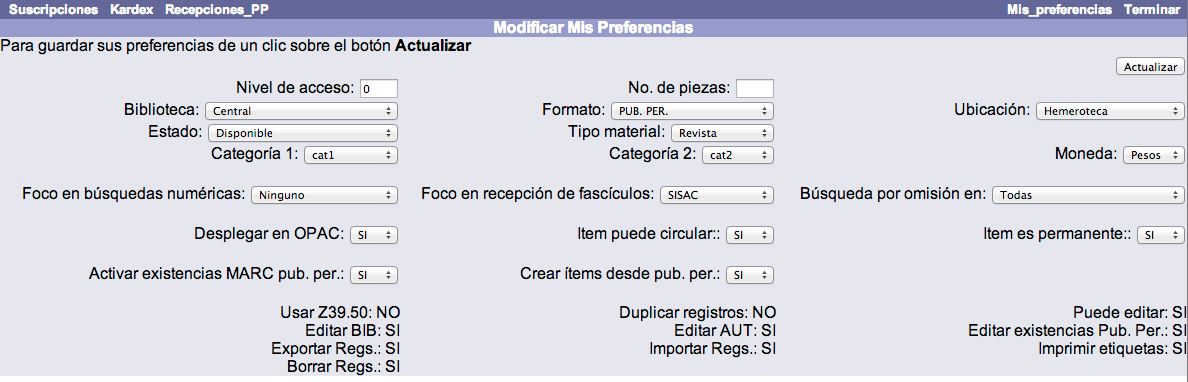 Suscripciones Kardex Recepciones_PP Mis_preferencias Terminar
Modificar Mis Preferencias
Para guardar sus preferencias de un clic sobre el botón Actualizar
Actualizar
Nivel de acceso: 0 No. de piezas:
Biblioteca: Central Formato: PUB. PER. Ubicación: Hemeroteca
Estado: Disponible Tipo material: Revista
Categoría 1: cat1 Categoría 2: cat2 Moneda: Pesos
Foco en búsquedas numéricas: Ninguno Foco en recepción de fascículos: SISAC Búsqueda por omisión en: Todas
Desplegar en OPAC: SI Item puede circular:: SI Item es permanente:: SI
Activar existencias MARC pub. per.: SI Crear ítems desde pub. per.: SI
Usar Z39.50: NO Duplicar registros: NO Puede editar: SI
Editar BIB: SI Editar AUT: SI Editar existencias Pub. Per.: SI
Exportar Regs.: SI Importar Regs.: SI Imprimir etiquetas: SI
Borrar Regs.: SI